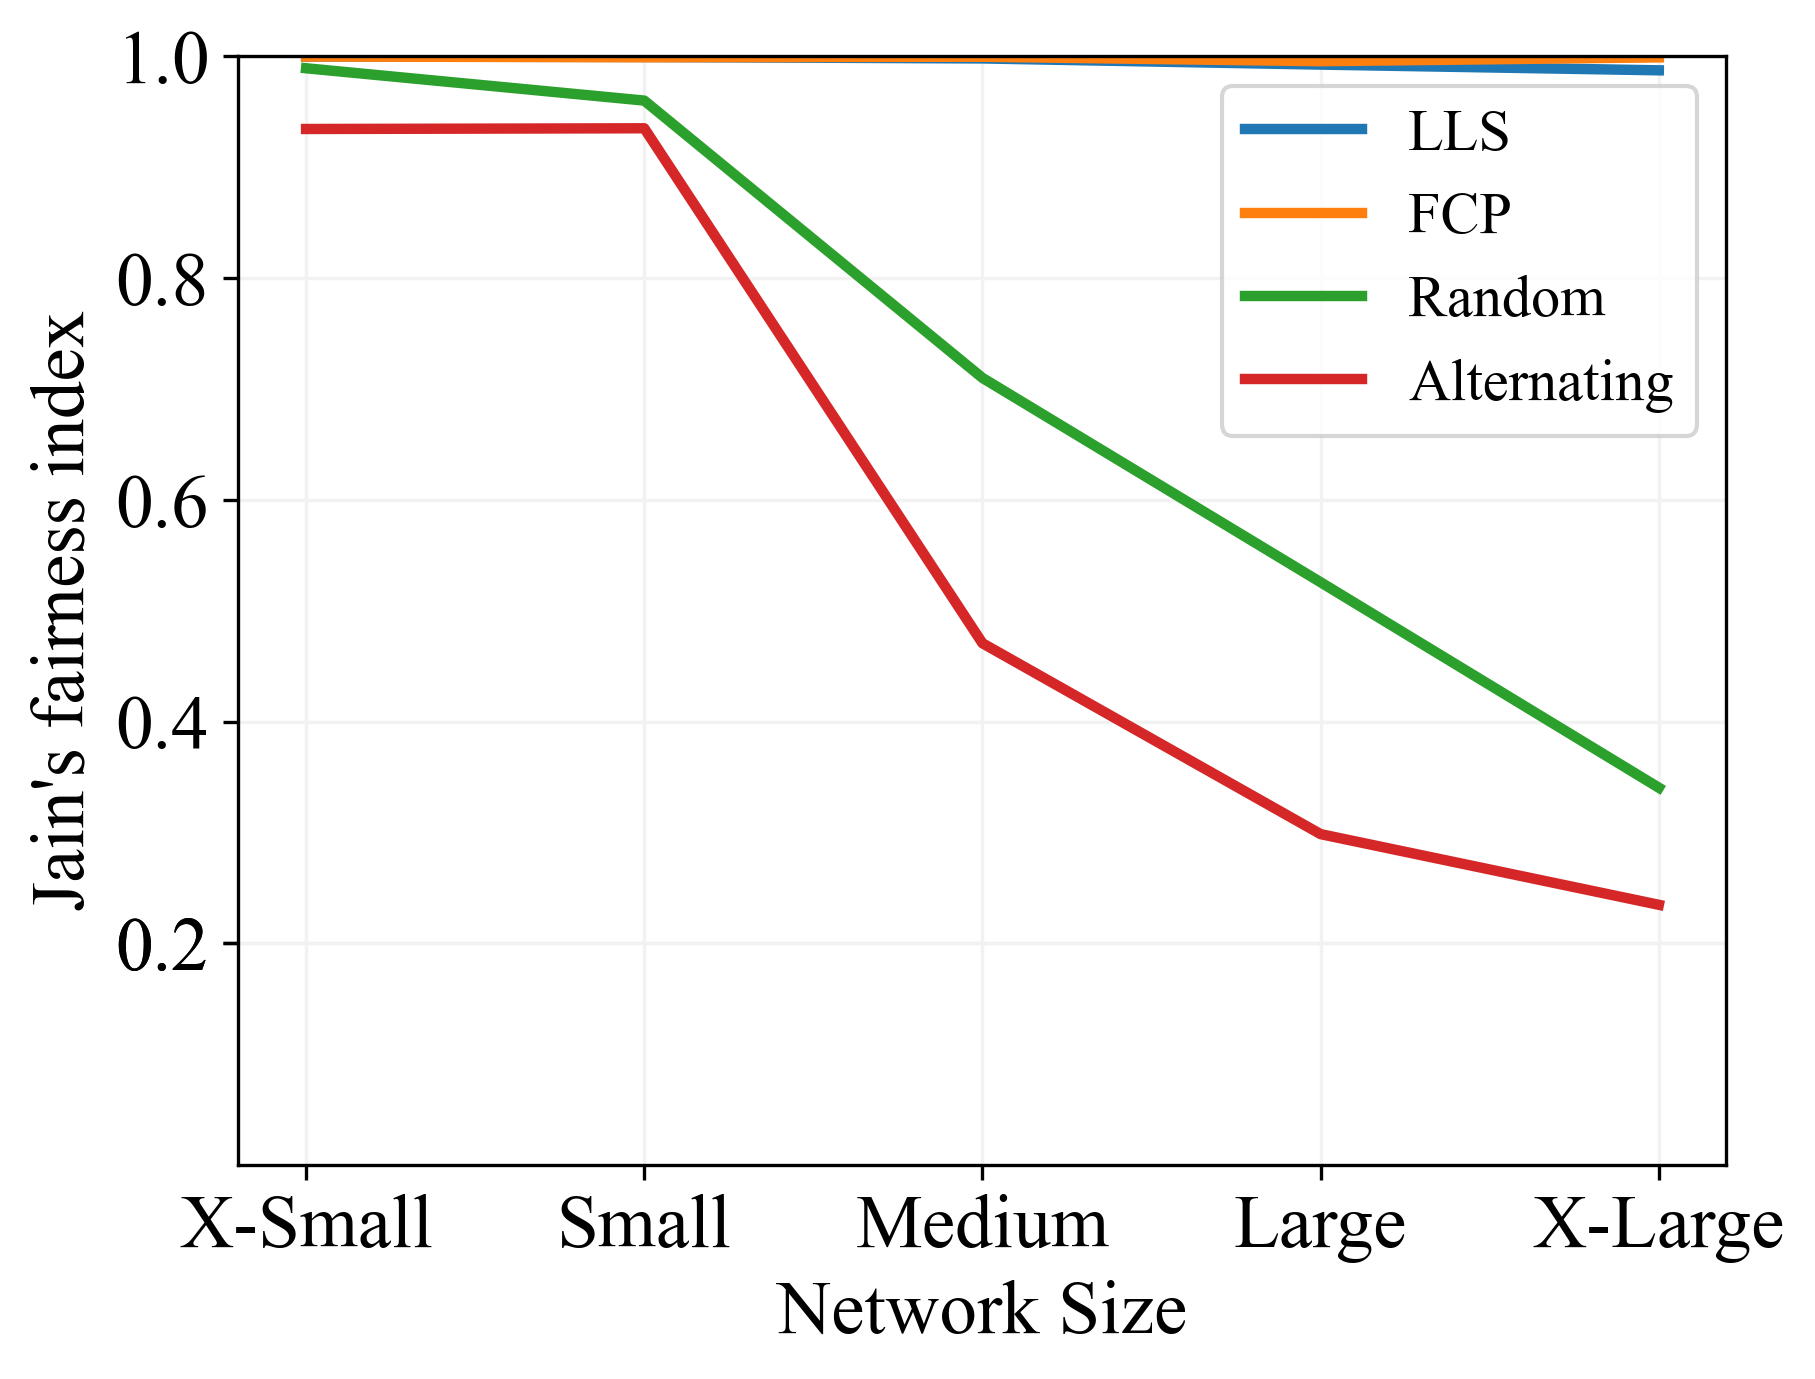 1.0
0.8
0.6
0.4
0.2
Jain's fairness index
LLS
FCP
Random
Alternating
X-Small Small Medium Large X-Large
Network Size